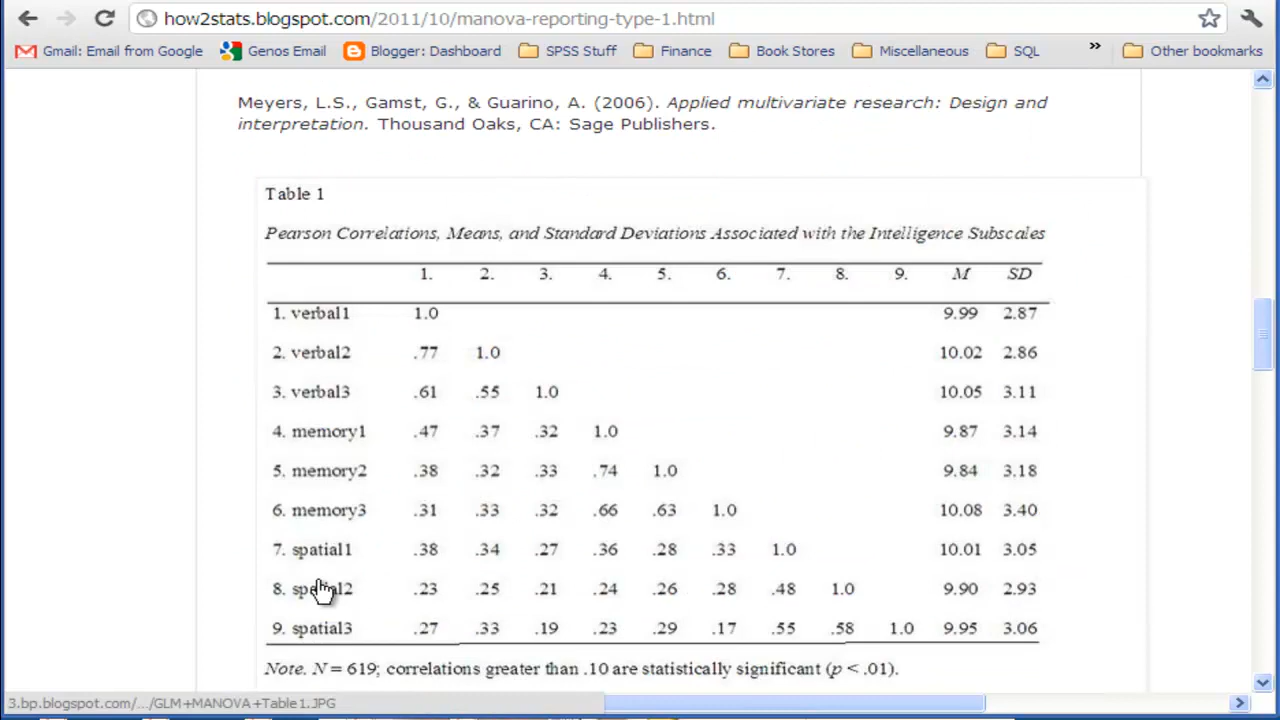 how2stats.blogspot.com/2011/10/manova-reporting-type-1.html
Gmail: Email from Google Genos Email Blogger: Dashboard SPSS Stuff Finance Book Stores Miscellaneous SQL » Other bookmarks
Meyers, L.S., Gamst, G., & Guarino, A. (2006). Applied multivariate research: Design and
interpretation. Thousand Oaks, CA: Sage Publishers.
Table 1
Pearson Correlations, Means, and Standard Deviations Associated with the Intelligence Subscales
1. 2. 3. 4. 5. 6. 7. 8. 9. M SD
1. verbal1 1.0 9.99 2.87
2. verbal2 .77 1.0 10.02 2.86
3. verbal3 .61 .55 1.0 10.05 3.11
4. memory1 .47 .37 .32 1.0 9.87 3.14
5. memory2 .38 .32 .33 .74 1.0 9.84 3.18
6. memory3 .31 .33 .32 .66 .63 1.0 10.08 3.40
7. spatial1 .38 .34 .27 .36 .28 .33 1.0 10.01 3.05
8. spatial2 .23 .25 .21 .24 .26 .28 .48 1.0 9.90 2.93
9. spatial3 .27 .33 .19 .23 .29 .17 .55 .58 1.0 9.95 3.06
Note. N = 619; correlations greater than .10 are statistically significant (p < .01).
3.bp.blogspot.com/.../GLM+MANOVA+Table1.JPG